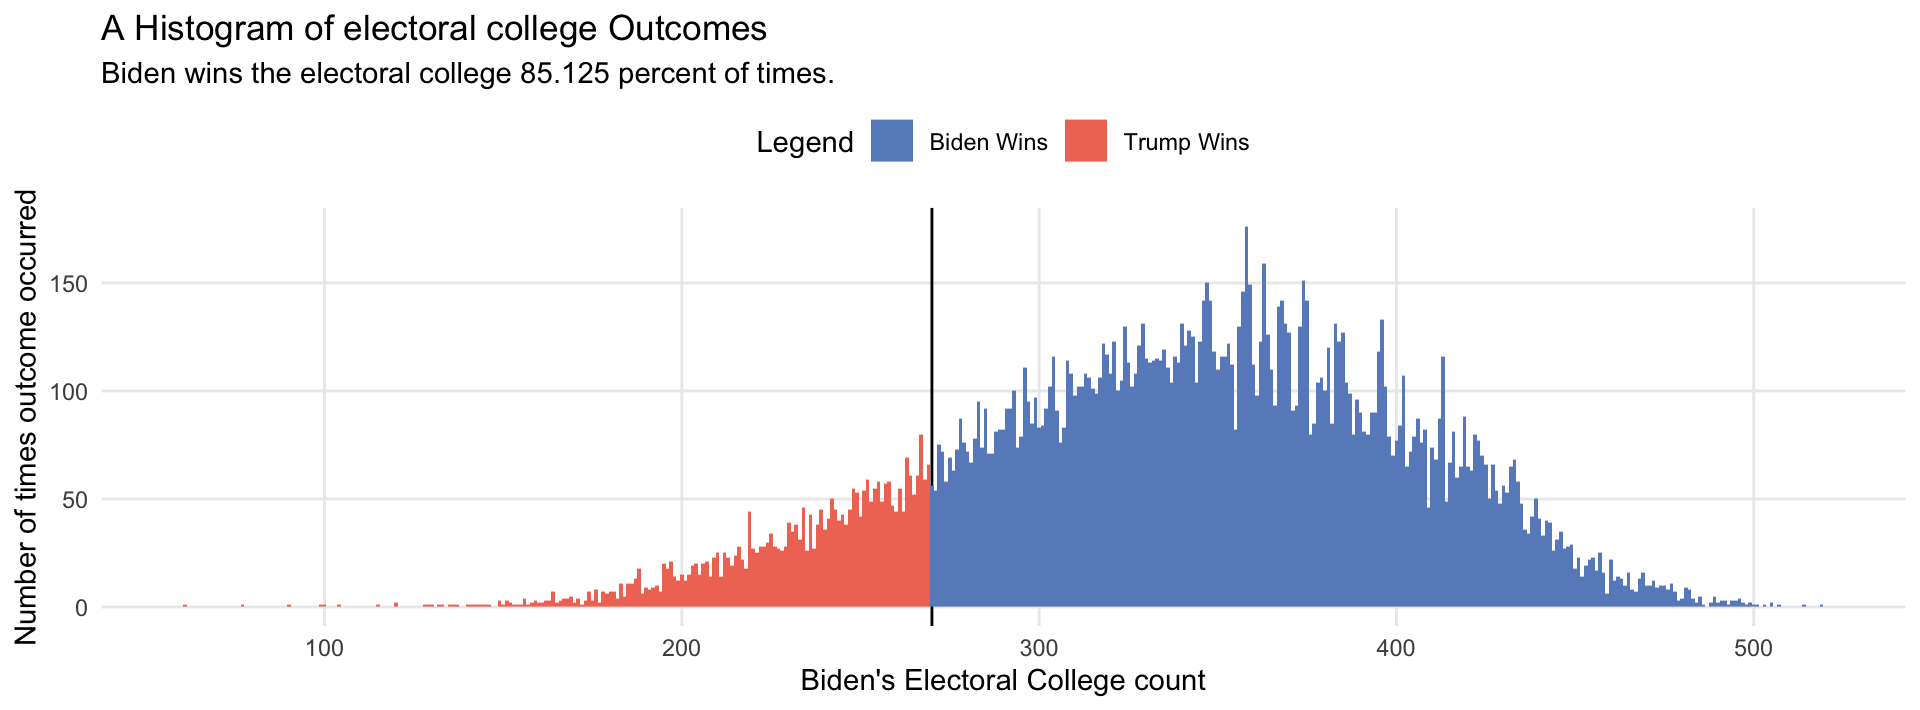 A Histogram of electoral college Outcomes
Biden wins the electoral college 85.125 percent of times.
Legend Biden Wins Trump Wins
Number of times outcome occurred
150
100
50
0
100 200 300 400 500
Biden's Electoral College count